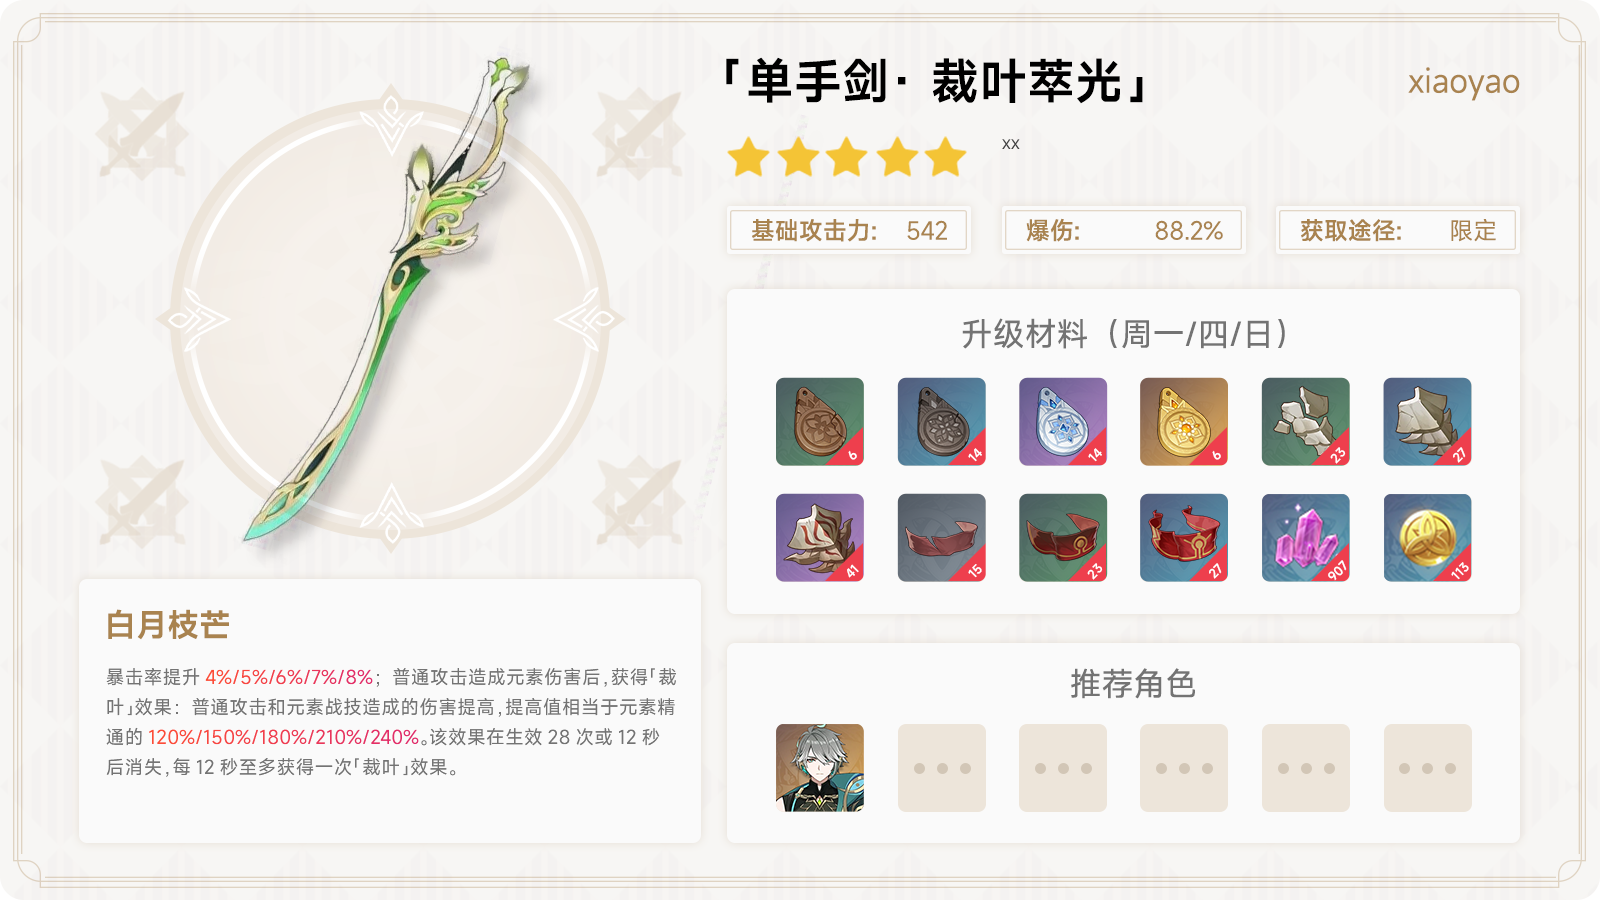 「单手剑· 裁叶萃光」
xiaoyao
xx
基础攻击力: 542
爆伤: 88.2%
获取途径: 限定
升级材料（周一/四/日）
6 14 14 6 23 27
41 15 23 27 907 113
白月枝芒
暴击率提升 4%/5%/6%/7%/8%；普通攻击造成元素伤害后,获得「裁
叶」效果：普通攻击和元素战技造成的伤害提高,提高值相当于元素精
通的 120%/150%/180%/210%/240%。该效果在生效 28 次或 12 秒
后消失,每 12 秒至多获得一次「裁叶」效果。
推荐角色